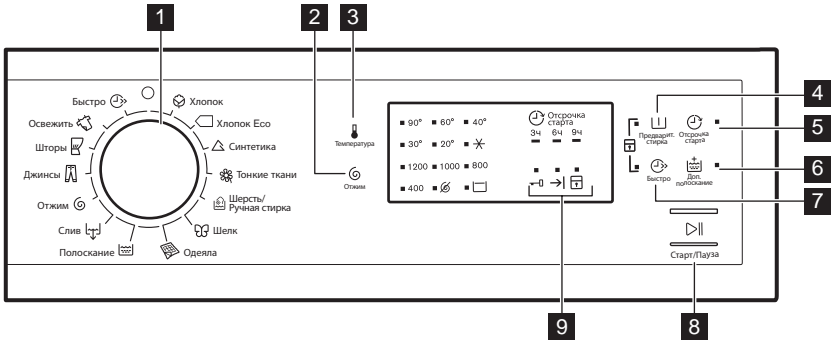 1
2
3
4
5
6
7
8
9
Быстро
Освежить
Шторы
Джинсы
Отжим
Слив
Полоскание
Хлопок
Хлопок Eco
Синтетика
Тонкие ткани
Шерсть/
Ручная стирка
Шелк
Одеяла
Температура
Отжим
90° 60° 40°
30° 20°
1200 1000 800
400
Отсрочка
старта
3ч 6ч 9ч
Предварит.
стирка
Отсрочка
старта
Быстро
Доп.
полоскание
Старт/Пауза